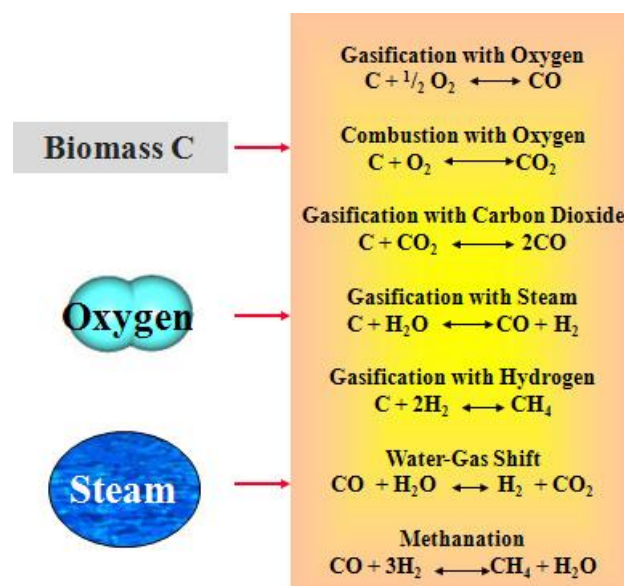 Gasification with Oxygen
C + ¹/₂ O₂ ⟷ CO
Biomass C
Combustion with Oxygen
C + O₂ ⟷ CO₂
Gasification with Carbon Dioxide
C + CO₂ ⟷ 2CO
Oxygen
Gasification with Steam
C + H₂O ⟷ CO + H₂
Gasification with Hydrogen
C + 2H₂ ⟷ CH₄
Steam
Water-Gas Shift
CO + H₂O ⟷ H₂ + CO₂
Methanation
CO + 3H₂ ⟷ CH₄ + H₂O